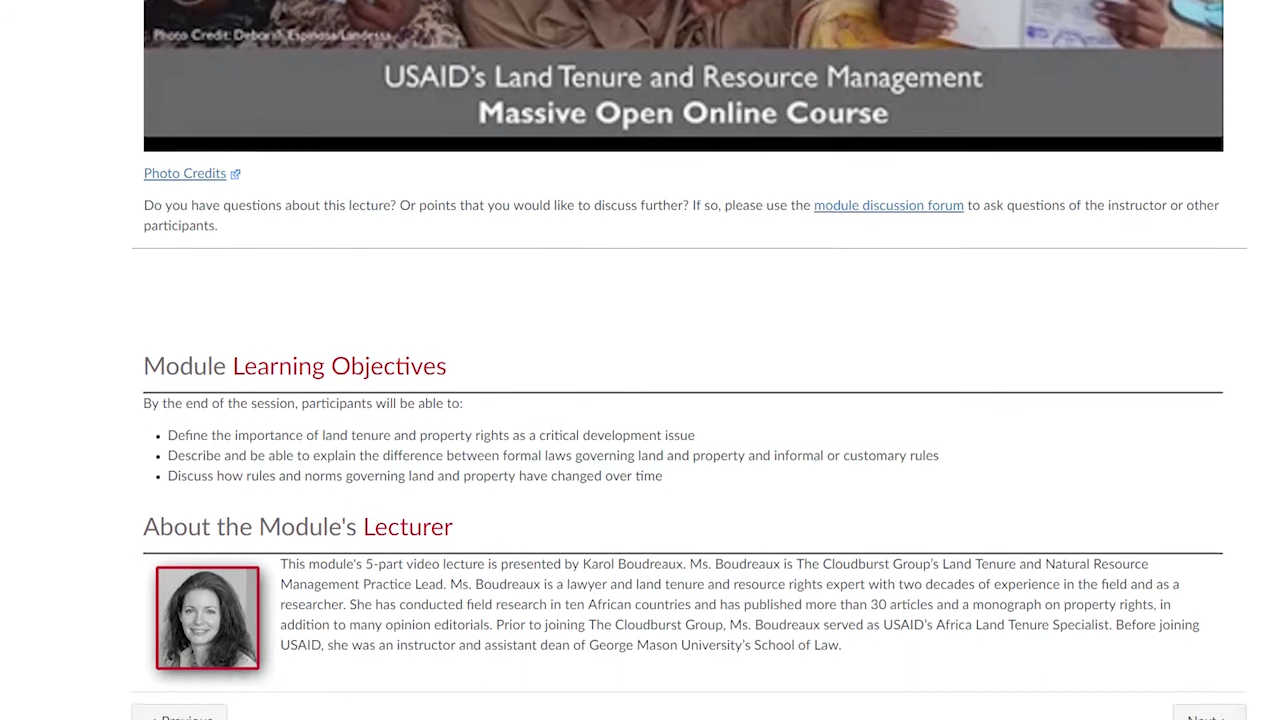 Photo Credit: Deborah Espinosa/Landesa
USAID's Land Tenure and Resource Management
Massive Open Online Course
Photo Credits
Do you have questions about this lecture? Or points that you would like to discuss further? If so, please use the module discussion forum to ask questions of the instructor or other
participants.
Module Learning Objectives
By the end of the session, participants will be able to:
• Define the importance of land tenure and property rights as a critical development issue
• Describe and be able to explain the difference between formal laws governing land and property and informal or customary rules
• Discuss how rules and norms governing land and property have changed over time
About the Module's Lecturer
This module's 5-part video lecture is presented by Karol Boudreaux. Ms. Boudreaux is The Cloudburst Group's Land Tenure and Natural Resource
Management Practice Lead. Ms. Boudreaux is a lawyer and land tenure and resource rights expert with two decades of experience in the field and as a
researcher. She has conducted field research in ten African countries and has published more than 30 articles and a monograph on property rights, in
addition to many opinion editorials. Prior to joining The Cloudburst Group, Ms. Boudreaux served as USAID's Africa Land Tenure Specialist. Before joining
USAID, she was an instructor and assistant dean of George Mason University's School of Law.
Previous
Next